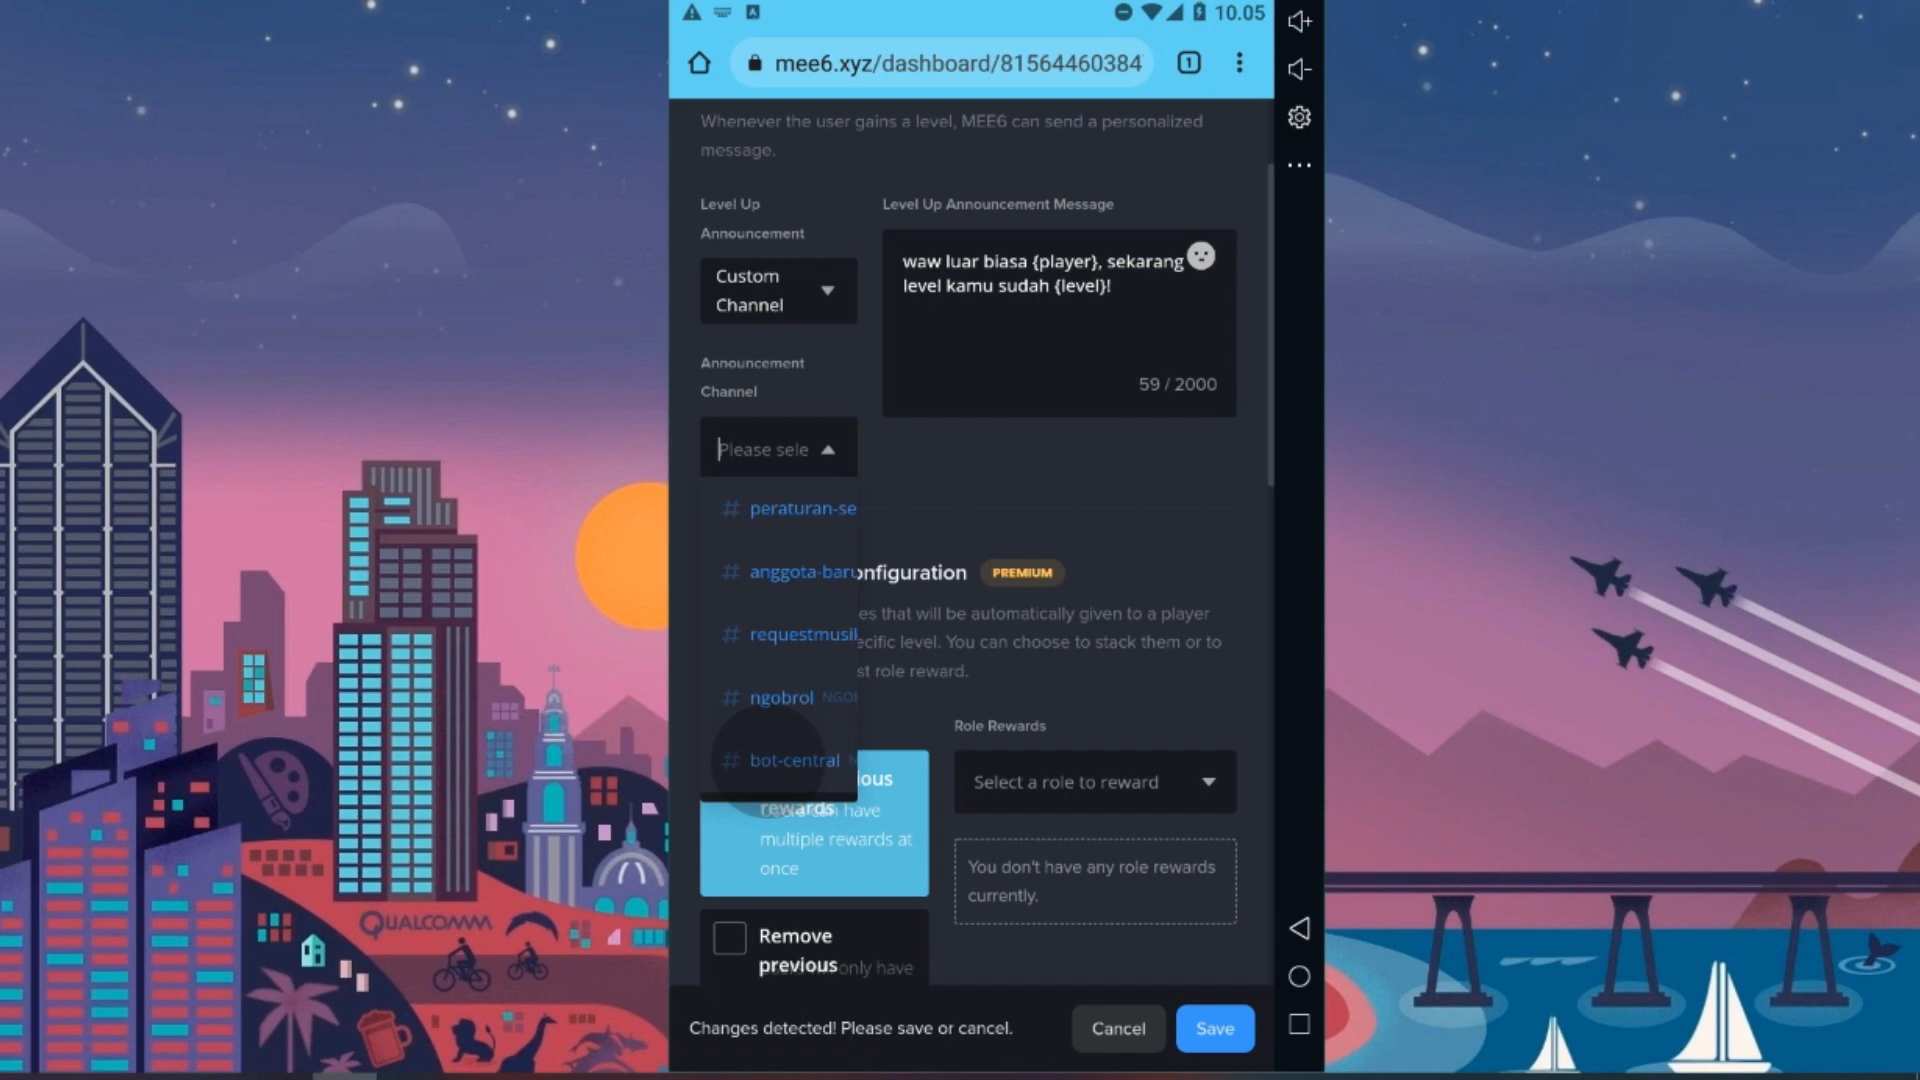 10.05
mee6.xyz/dashboard/81564460384
1
Whenever the user gains a level, MEE6 can send a personalized
message.
Level Up
Announcement
Custom
Channel
Level Up Announcement Message
waw luar biasa {player}, sekarang
level kamu sudah {level}!
59 / 2000
Announcement
Channel
Please sele
# peraturan-se
# anggota-baru
# requestmusik
# ngobrol
# bot-central
onfiguration
PREMIUM
es that will be automatically given to a player
ecific level. You can choose to stack them or to
st role reward.
ious
rewards
have
multiple rewards at
once
Role Rewards
Select a role to reward
You don't have any role rewards
currently.
Remove
previous
only have
Changes detected! Please save or cancel.
Cancel
Save
QUALCOMM